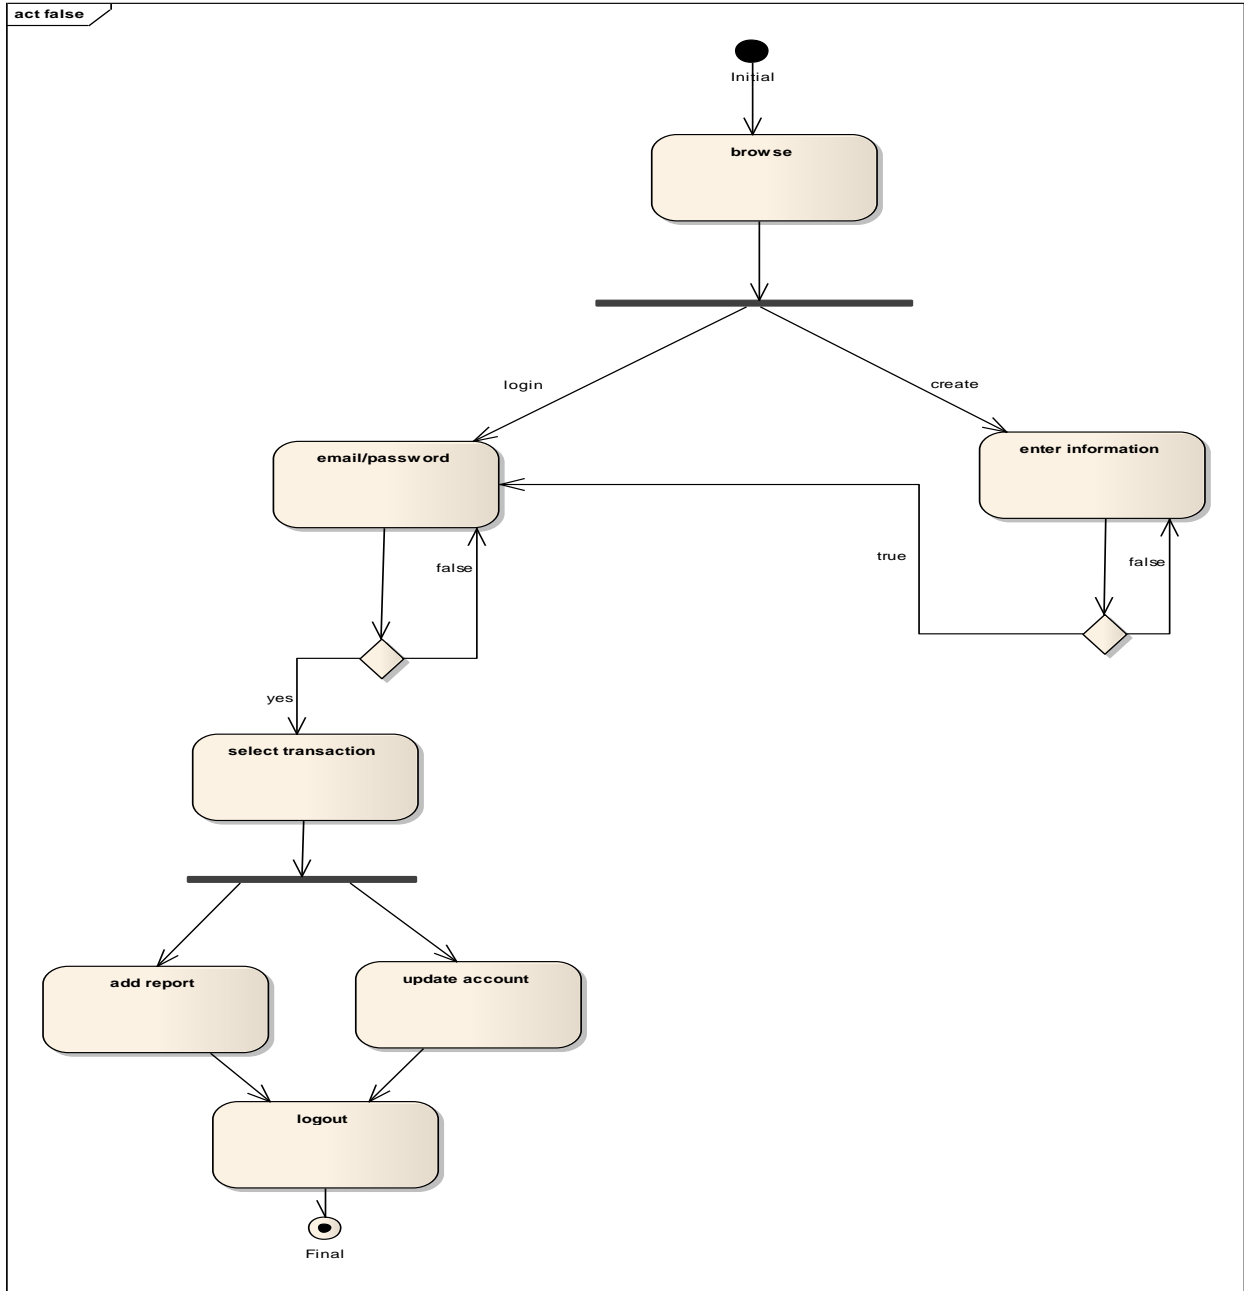 act false
Initial
browse
login
create
email/password
enter information
true
false
false
yes
select transaction
add report
update account
logout
Final